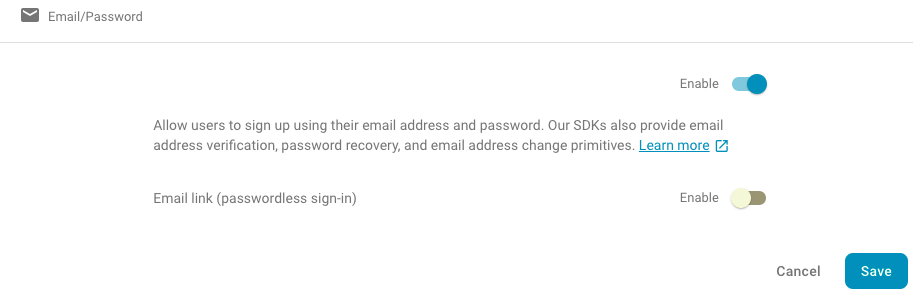 Email/Password
Enable
Allow users to sign up using their email address and password. Our SDKs also provide email
address verification, password recovery, and email address change primitives. Learn more
Email link (passwordless sign-in) Enable
Cancel Save